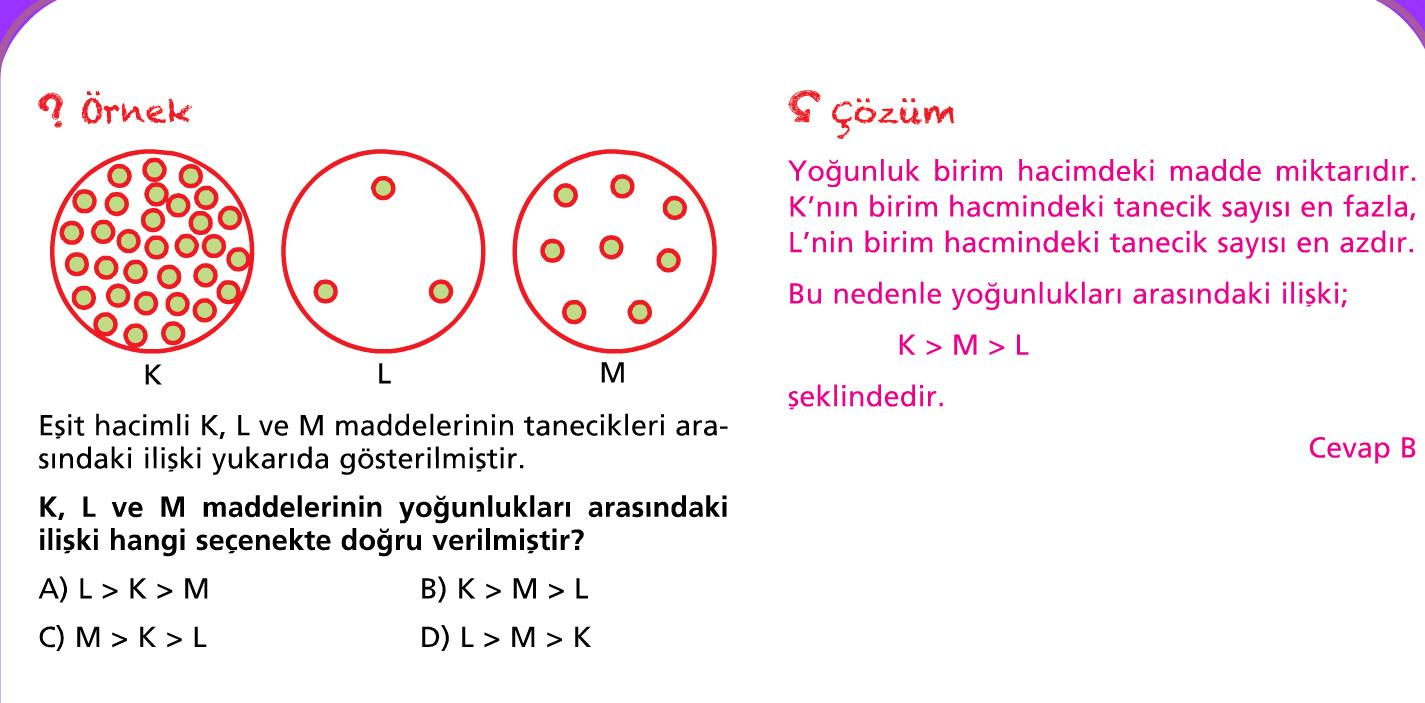 ? Örnek
K
L
M
Eşit hacimli K, L ve M maddelerinin tanecikleri ara-
sındaki ilişki yukarıda gösterilmiştir.
K, L ve M maddelerinin yoğunlukları arasındaki
ilişki hangi seçenekte doğru verilmiştir?
A) L > K > M
B) K > M > L
C) M > K > L
D) L > M > K
Çözüm
Yoğunluk birim hacimdeki madde miktarıdır.
K’nın birim hacmindeki tanecik sayısı en fazla,
L’nin birim hacmindeki tanecik sayısı en azdır.
Bu nedenle yoğunlukları arasındaki ilişki;
K > M > L
şeklindedir.
Cevap B